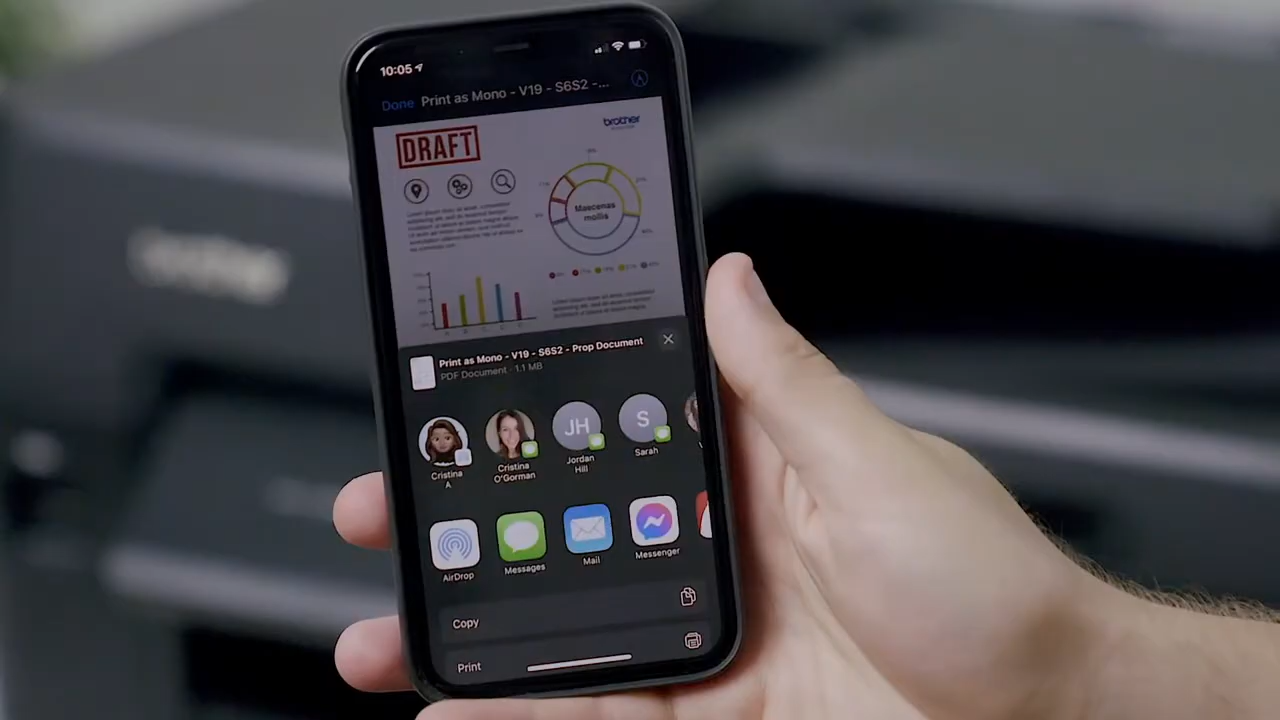 10:05
Done Print as Mono - V19 - S6S2 -...
DRAFT
brother
Maecenas
mollis
Print as Mono - V19 - S6S2 - Prop Document
PDF Document · 1.1 MB
JH
S
Cristina
A
Cristina
O'Gorman
Jordan
Hill
Sarah
AirDrop
Messages
Mail
Messenger
Copy
Print
brother